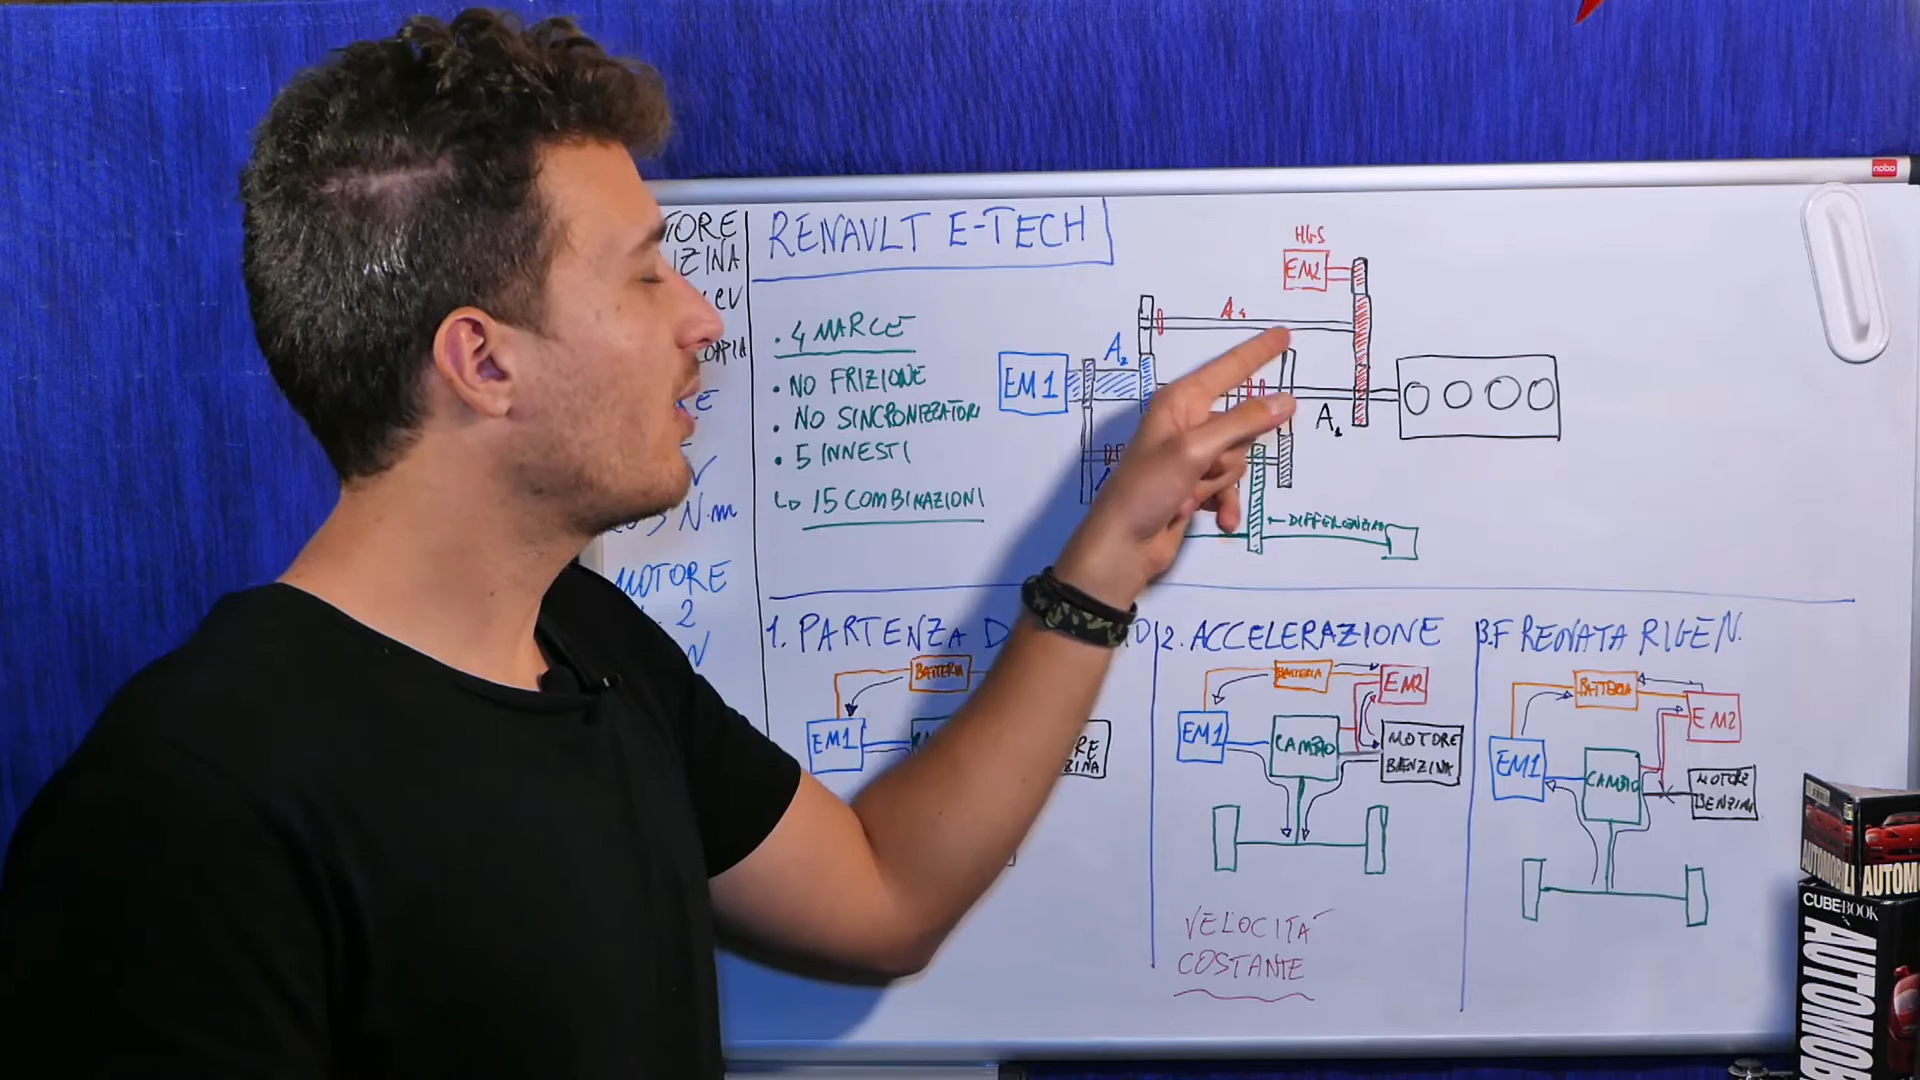 nobo
RENAULT E-TECH
• 4 MARCE
• NO FRIZIONE
NO SINCRONIZZATORI
• 5 INNESTI
↳ 15 COMBINAZIONI
HGS
EM2
A2
EM1
DIFFERENZIALE
MOTORE
2
N·m
1. PARTENZA
BATTERIA
EM1
2. ACCELERAZIONE
BATTERIA
EM2
EM1
CAMBIO
MOTORE
BENZINA
VELOCITÀ
COSTANTE
3. FRENATA RIGEN.
BATTERIA
EM2
EM1
CAMBIO
MOTORE
BENZINA
AUTOMOBILI
AUTOM
CUBEBOOK
AUTOMOB